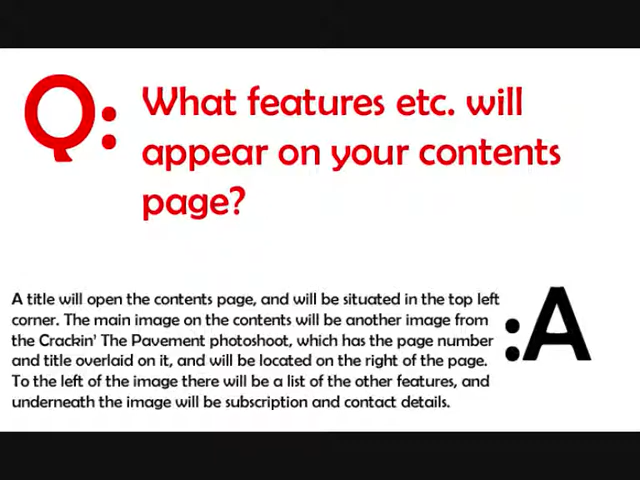 Q: What features etc. will
appear on your contents
page?
A title will open the contents page, and will be situated in the top left
corner. The main image on the contents will be another image from
the Crackin' The Pavement photoshoot, which has the page number
and title overlaid on it, and will be located on the right of the page.
To the left of the image there will be a list of the other features, and
underneath the image will be subscription and contact details.
:A